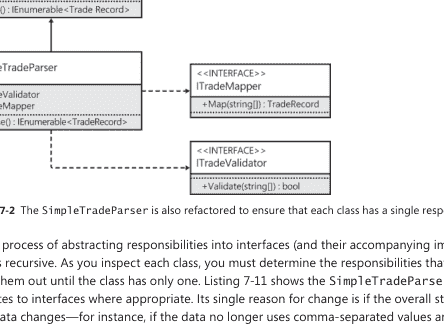 () : IEnumerable<Trade Record>
eTradeParser
eValidator
eMapper
se() : IEnumerable<TradeRecord>
<<INTERFACE>>
ITradeMapper
+Map(string[]) : TradeRecord
<<INTERFACE>>
ITradeValidator
+Validate(string[]) : bool
7-2 The SimpleTradeParser is also refactored to ensure that each class has a single resp
process of abstracting responsibilities into interfaces (and their accompanying im
s recursive. As you inspect each class, you must determine the responsibilities tha
hem out until the class has only one. Listing 7-11 shows the SimpleTradeParse
tes to interfaces where appropriate. Its single reason for change is if the overall st
ata changes—for instance, if the data no longer uses comma-separated values a